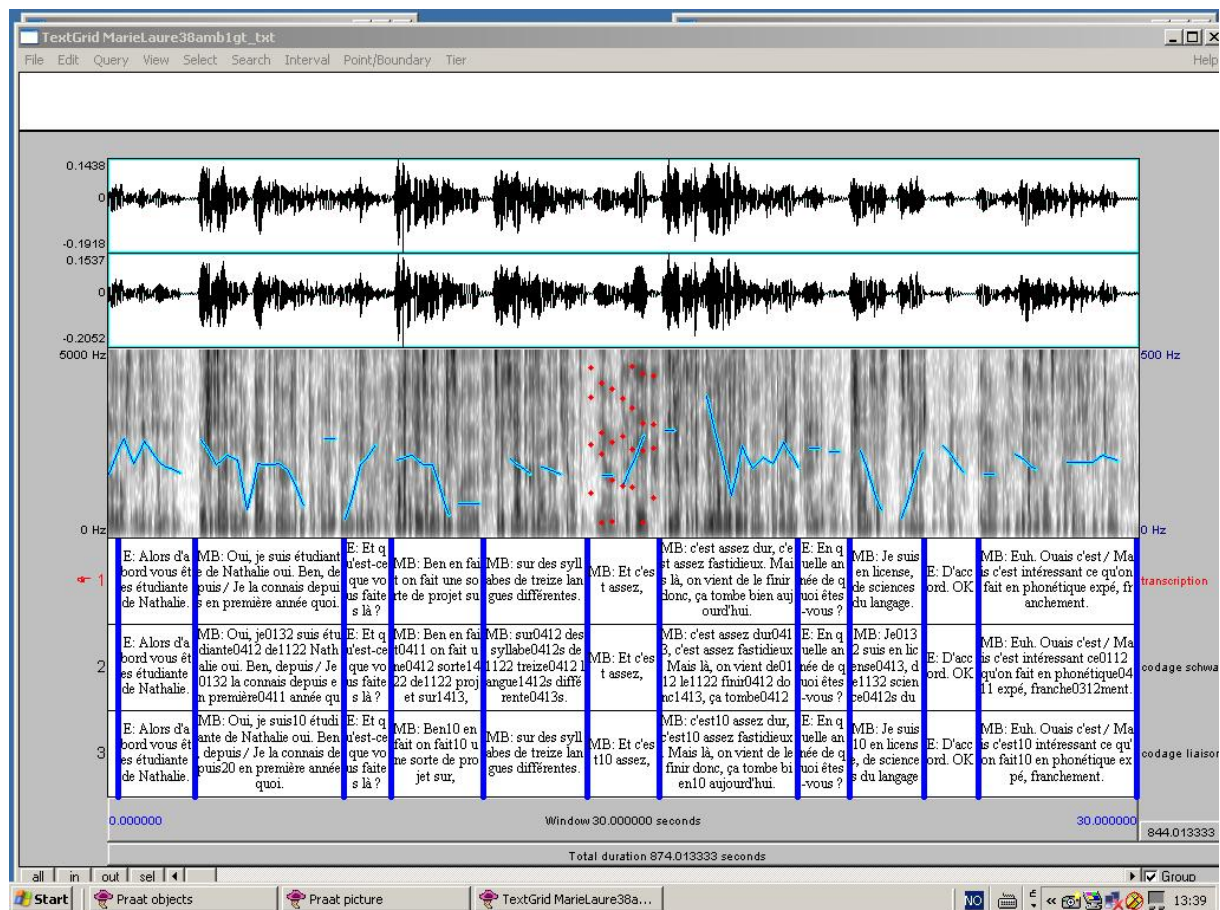 TextGrid MarieLaure38amb1gt_txt
File Edit Query View Select Search Interval Point/Boundary Tier Help
0.1438
0
-0.1918
0.1537
0
-0.2052
5000 Hz
500 Hz
0 Hz
0 Hz
1
E: Alors d'a
bord vous êt
es étudiante
de Nathalie.
MB: Oui, je suis étudiant
e de Nathalie oui. Ben, de
puis / Je la connais depui
s en première année quoi.
E: Et q
u'est-ce
que vo
us faite
s là ?
MB: Ben en fai
t on fait une so
rte de projet su
MB: sur des syll
abes de treize lan
gues différentes.
MB: Et c'es
t assez,
MB: c'est assez dur, c'e
st assez fastidieux. Mai
s là, on vient de le finir
donc, ça tombe bien auj
ourd'hui.
E: En q
uelle an
née de q
uoi êtes
-vous ?
MB: Je suis
en license,
de sciences
du langage.
E: D'acc
ord. OK
MB: Euh. Ouais c'est / Ma
is c'est intéressant ce qu'on
fait en phonétique expé, fr
anchement.
transcription
2
E: Alors d'a
bord vous êt
es étudiante
de Nathalie.
MB: Oui, je0132 suis étu
diante0412 de1122 Nath
alie oui. Ben, depuis / Je
0132 la connais depuis e
n première0411 année qu
E: Et q
u'est-ce
que vo
us faite
s là ?
MB: Ben en fai
t0411 on fait u
ne0412 sorte14
22 de1122 proj
et sur1413,
MB: sur0412 des
syllabe0412s de
1122 treize0412 l
angue1412s diffé
rente0413s.
MB: Et c'es
t assez,
MB: c'est assez dur041
3, c'est assez fastidieux
. Mais là, on vient de01
12 le1122 finir0412 do
nc1413, ça tombe0412
E: En q
uelle an
née de q
uoi êtes
-vous ?
MB: Je013
2 suis en lic
ense0413, d
e1132 scien
ce0412s du
E: D'acc
ord. OK
MB: Euh. Ouais c'est / Ma
is c'est intéressant ce0112
qu'on fait en phonétique04
11 expé, franche0312ment.
codage schwa
3
E: Alors d'a
bord vous êt
es étudiante
de Nathalie.
MB: Oui, je suis10 étudi
ante de Nathalie oui. Ben
, depuis / Je la connais de
puis20 en première année
quoi.
E: Et q
u'est-ce
que vo
us faite
s là ?
MB: Ben10 en
fait on fait10 u
ne sorte de pro
jet sur,
MB: sur des syll
abes de treize lan
gues différentes.
MB: Et c'es
t10 assez,
MB: c'est10 assez dur,
c'est10 assez fastidieux
. Mais là, on vient de le
finir donc, ça tombe bi
en10 aujourd'hui.
E: En q
uelle an
née de q
uoi êtes
-vous ?
MB: Je suis
10 en licens
e, de science
s du langage
E: D'acc
ord. OK
MB: Euh. Ouais c'est / Ma
is c'est10 intéressant ce qu'
on fait10 en phonétique ex
pé, franchement.
codage liaison
0.000000 Window 30.000000 seconds 30.000000
844.013333
Total duration 874.013333 seconds
all in out sel Group
Start Praat objects Praat picture TextGrid MarieLaure38a... NO 13:39